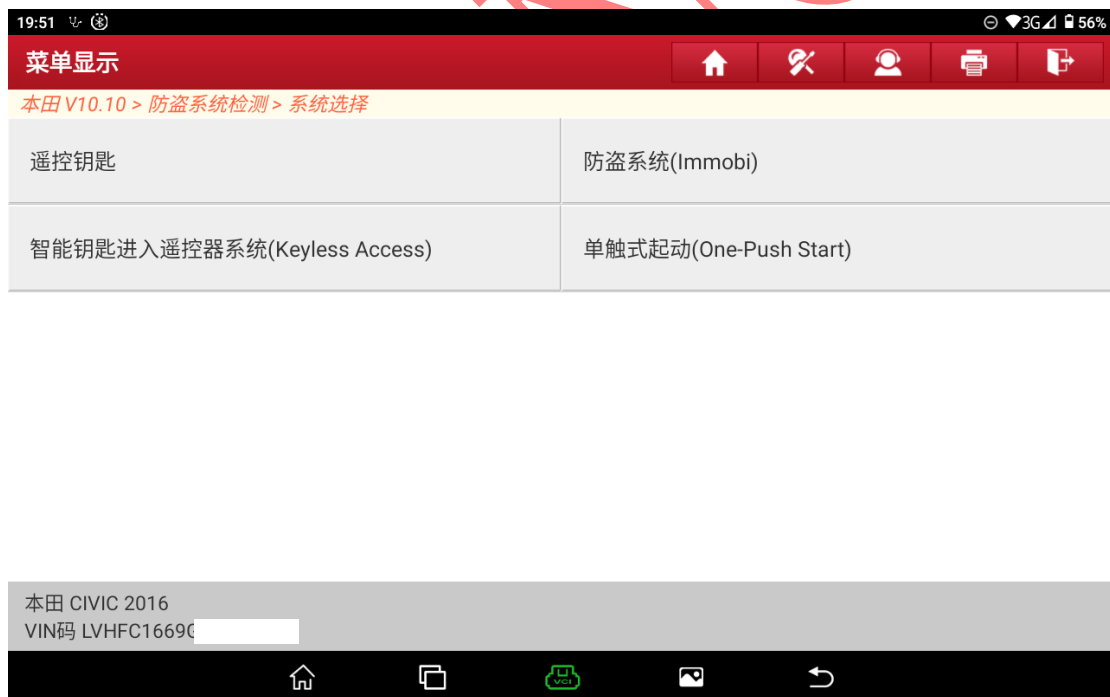 19:51 3G 56%
菜单显示
本田 V10.10 > 防盗系统检测 > 系统选择
遥控钥匙 防盗系统(Immobi)
智能钥匙进入遥控器系统(Keyless Access) 单触式起动(One-Push Start)
本田 CIVIC 2016
VIN码 LVHFC1669G
VCI